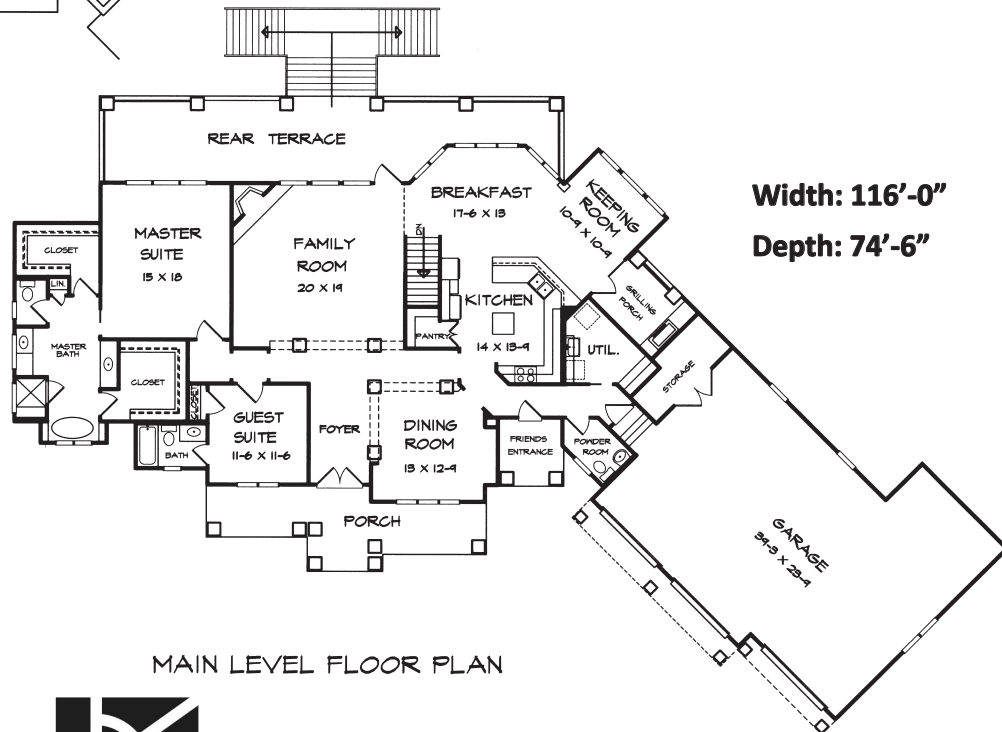 REAR TERRACE
BREAKFAST
17-6 X 13
KEEPING
ROOM
10-9 X 10-9
Width: 116’-0”
Depth: 74’-6”
MASTER
SUITE
15 X 18
FAMILY
ROOM
20 X 19
DN
CLOSET
LIN.
KITCHEN
14 X 13-9
PANTRY
GRILLING
PORCH
UTIL.
STORAGE
MASTER
BATH
CLOSET
CLOSET
GUEST
SUITE
11-6 X 11-6
BATH
FOYER
DINING
ROOM
13 X 12-9
FRIENDS
ENTRANCE
POWDER
ROOM
PORCH
GARAGE
39-3 X 23-9
MAIN LEVEL FLOOR PLAN